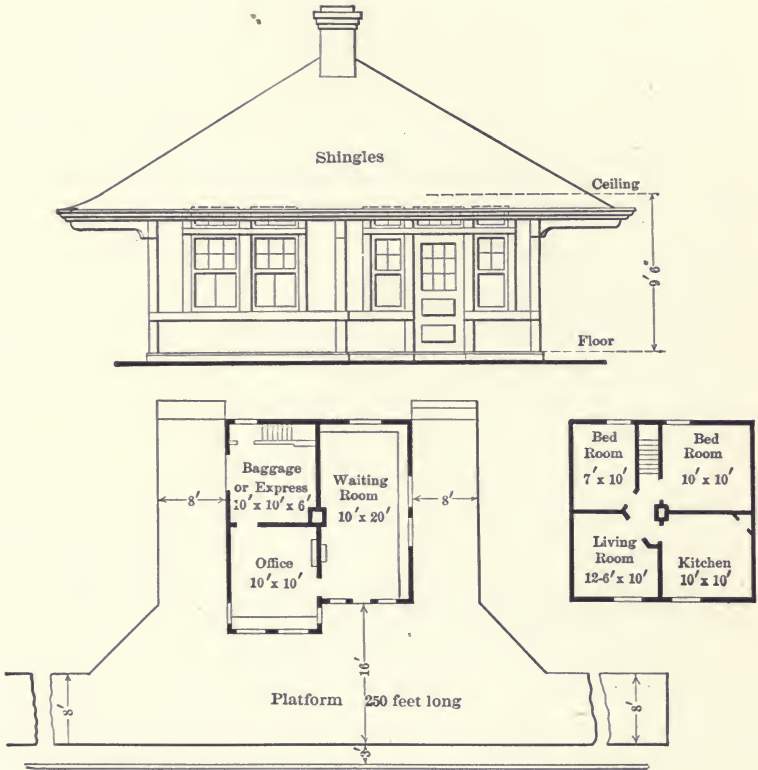 Shingles
Ceiling
9'6"
Floor
Baggage
or Express
10'x 10'x 6'
Waiting
Room
10'x 20'
8'
8'
Office
10'x 10'
Bed
Room
7'x 10'
Bed
Room
10'x 10'
Living
Room
12-6'x 10'
Kitchen
10'x 10'
16'
Platform 250 feet long
8'
8'
3'